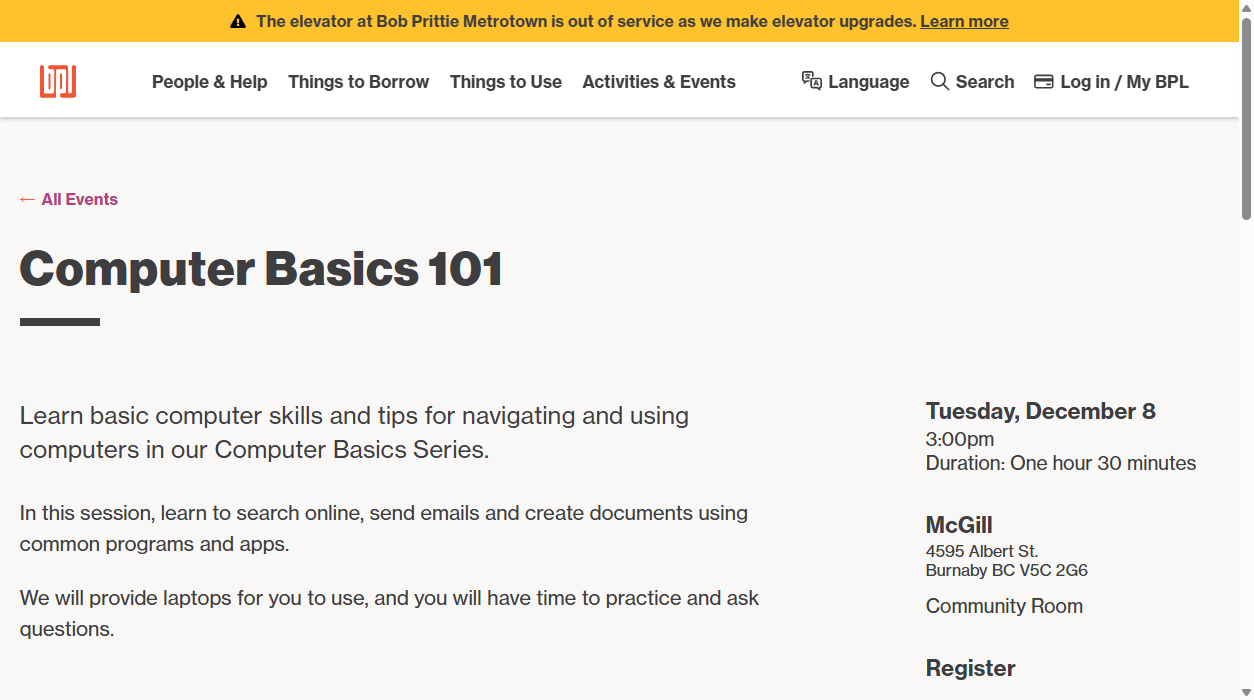 The elevator at Bob Prittie Metrotown is out of service as we make elevator upgrades. Learn more
People & Help Things to Borrow Things to Use Activities & Events Language Search Log in / My BPL
← All Events
Computer Basics 101
Learn basic computer skills and tips for navigating and using
computers in our Computer Basics Series.
In this session, learn to search online, send emails and create documents using
common programs and apps.
We will provide laptops for you to use, and you will have time to practice and ask
questions.
Tuesday, December 8
3:00pm
Duration: One hour 30 minutes
McGill
4595 Albert St.
Burnaby BC V5C 2G6
Community Room
Register